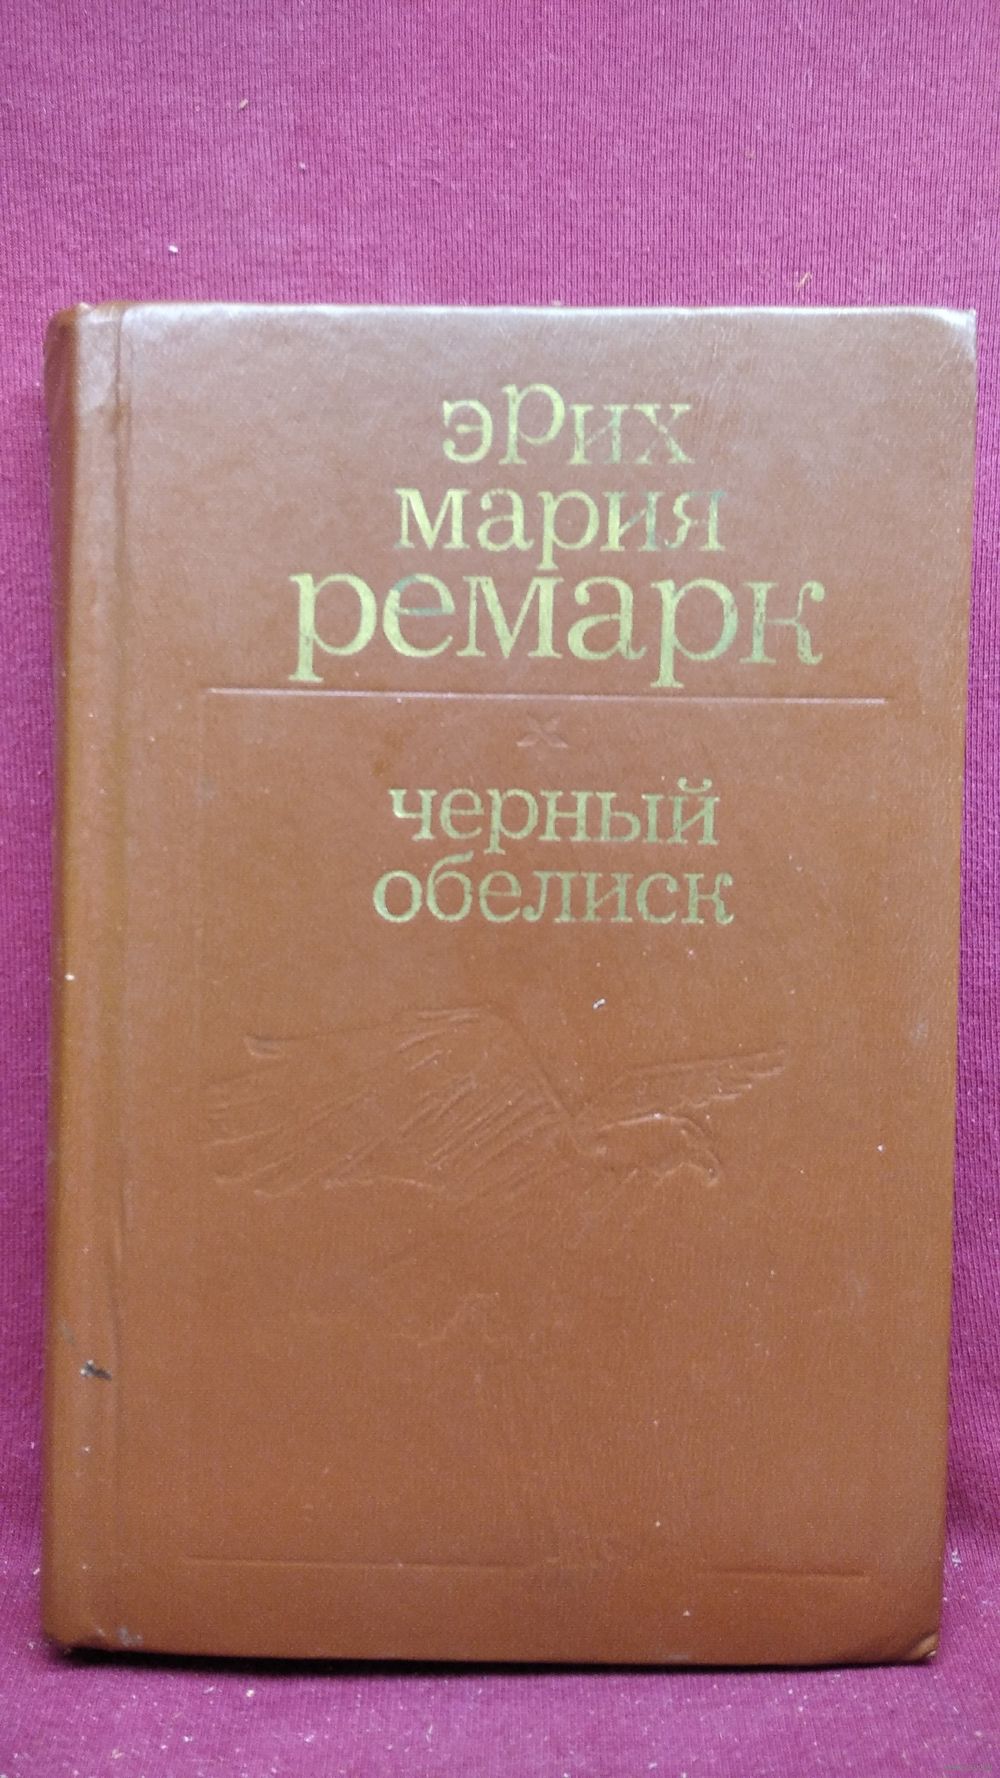 эрих
мария
ремарк
черный
обелиск